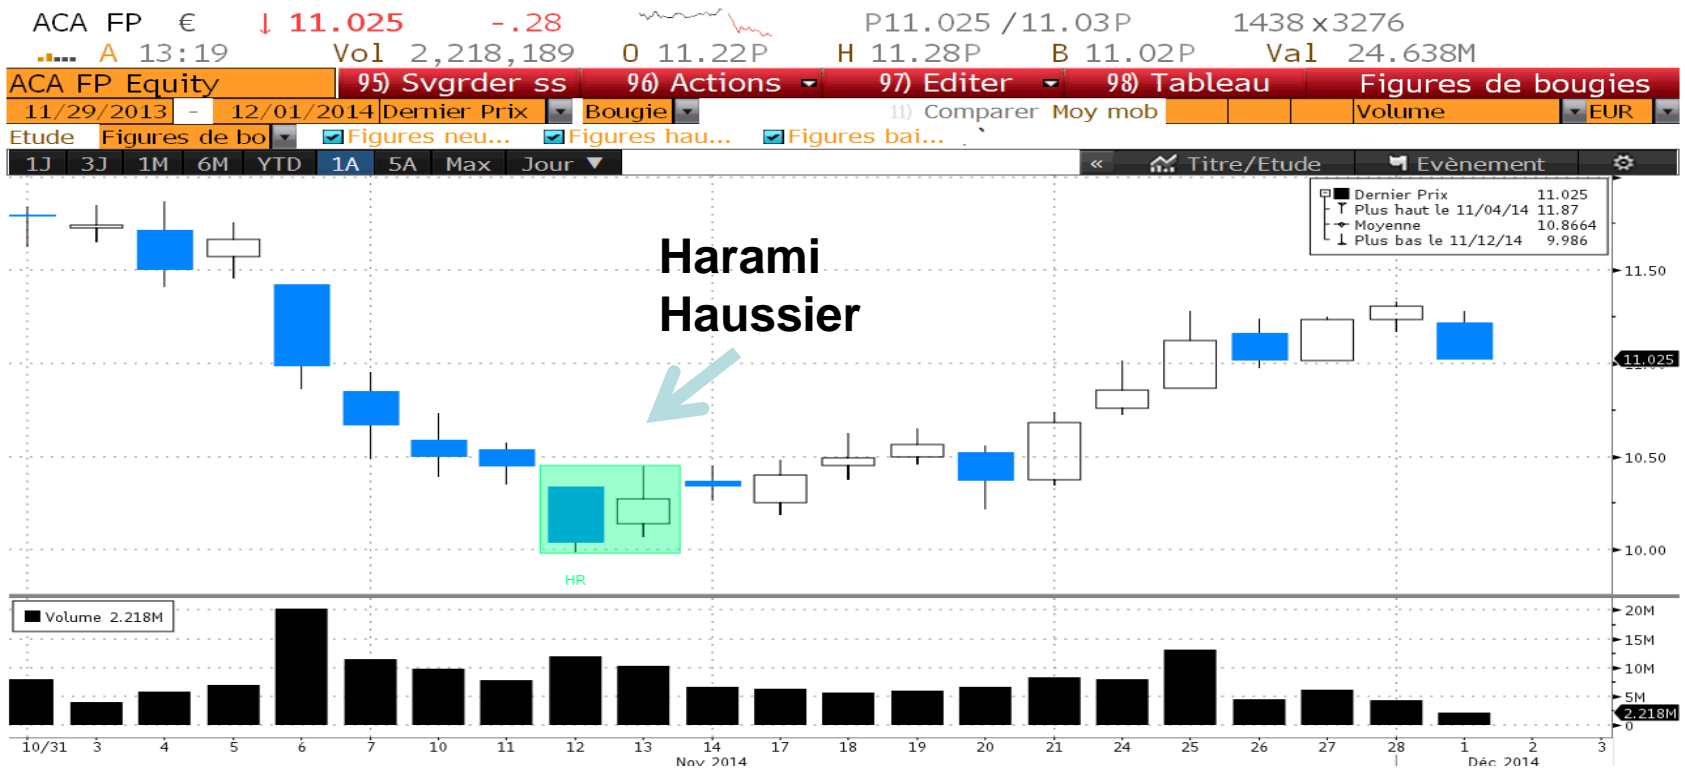 ACA FP € ↓ 11.025 -.28 P11.025 /11.03P 1438 x3276
A 13:19 Vol 2,218,189 O 11.22P H 11.28P B 11.02P Val 24.638M
ACA FP Equity 95) Svgrder ss 96) Actions 97) Editer 98) Tableau Figures de bougies
11/29/2013 - 12/01/2014 Dernier Prix Bougie 11) Comparer Moy mob Volume EUR
Etude Figures de bo Figures neu... Figures hau... Figures bai...
1J 3J 1M 6M YTD 1A 5A Max Jour ▼ « Titre/Etude Evènement
Dernier Prix 11.025
Plus haut le 11/04/14 11.87
Moyenne 10.8664
Plus bas le 11/12/14 9.986
Harami
Haussier
11.50
11.025
11.00
10.50
10.00
HR
Volume 2.218M
20M
15M
10M
5M
2.218M
0
10/31 3 4 5 6 7 10 11 12 13 14 17 18 19 20 21 24 25 26 27 28 1 2 3
Nov 2014 Déc 2014